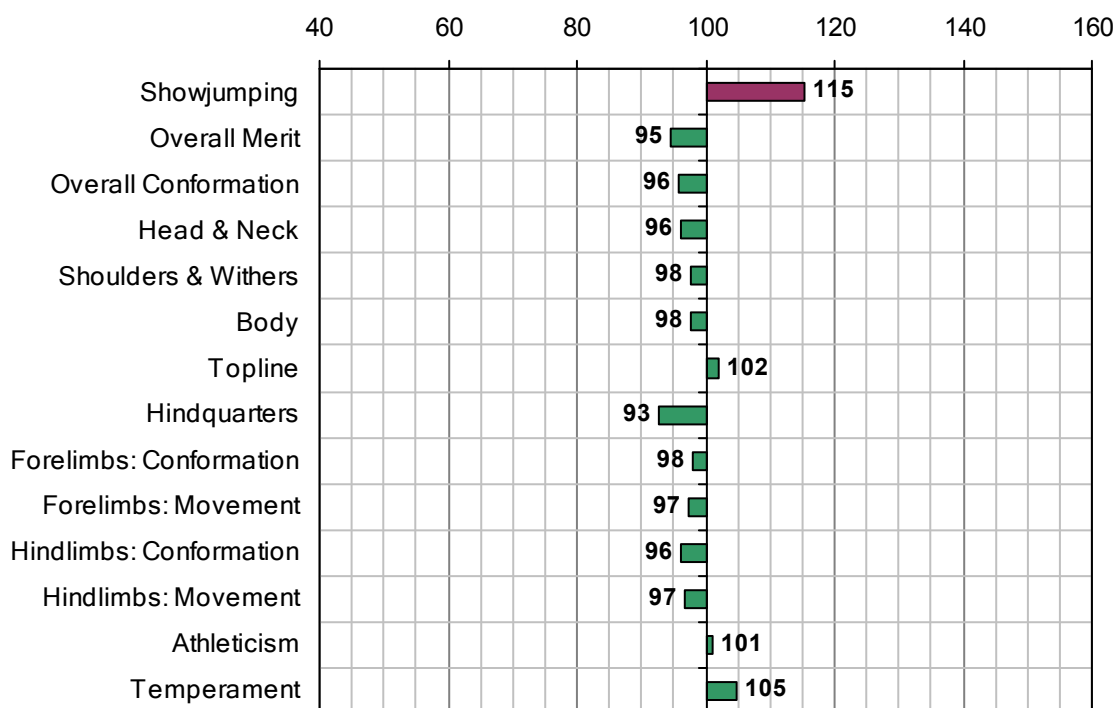 40 60 80 100 120 140 160
Showjumping 115
Overall Merit 95
Overall Conformation 96
Head & Neck 96
Shoulders & Withers 98
Body 98
Topline 102
Hindquarters 93
Forelimbs: Conformation 98
Forelimbs: Movement 97
Hindlimbs: Conformation 96
Hindlimbs: Movement 97
Athleticism 101
Temperament 105